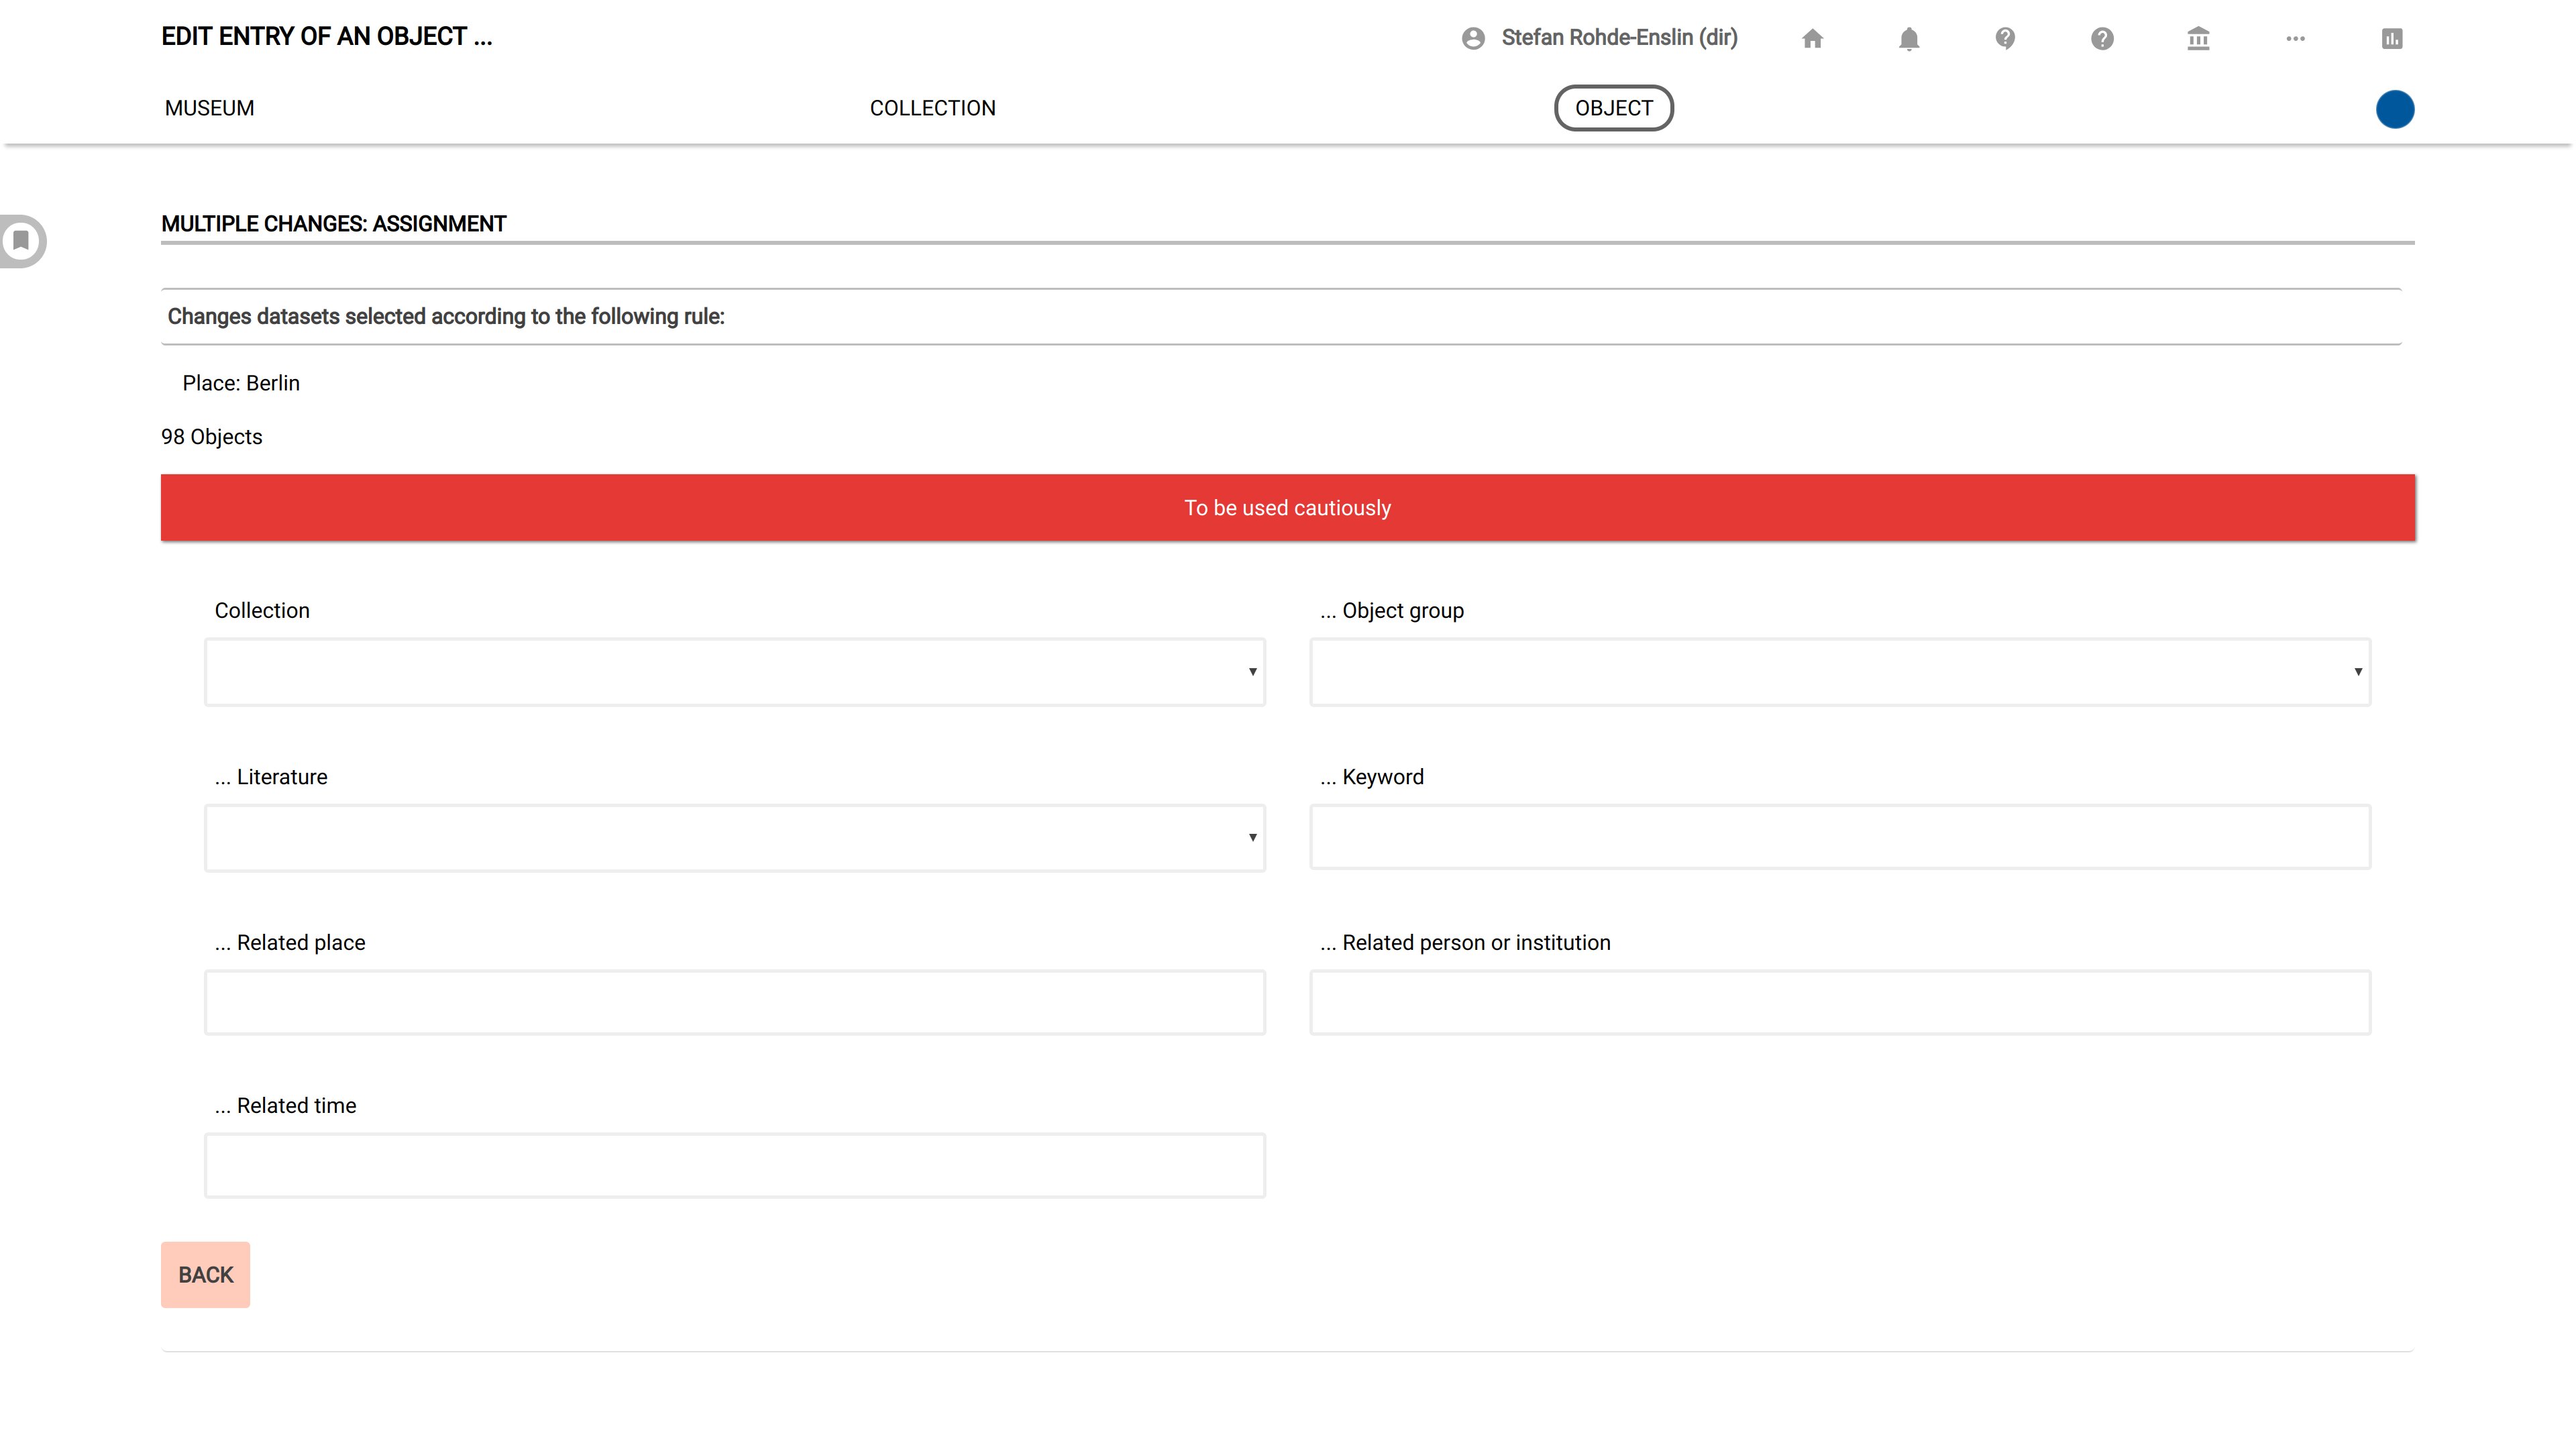 EDIT ENTRY OF AN OBJECT ...
Stefan Rohde-Enslin (dir)
MUSEUM
COLLECTION
OBJECT
MULTIPLE CHANGES: ASSIGNMENT
Changes datasets selected according to the following rule:
Place: Berlin
98 Objects
To be used cautiously
Collection
... Object group
... Literature
... Keyword
... Related place
... Related person or institution
... Related time
BACK